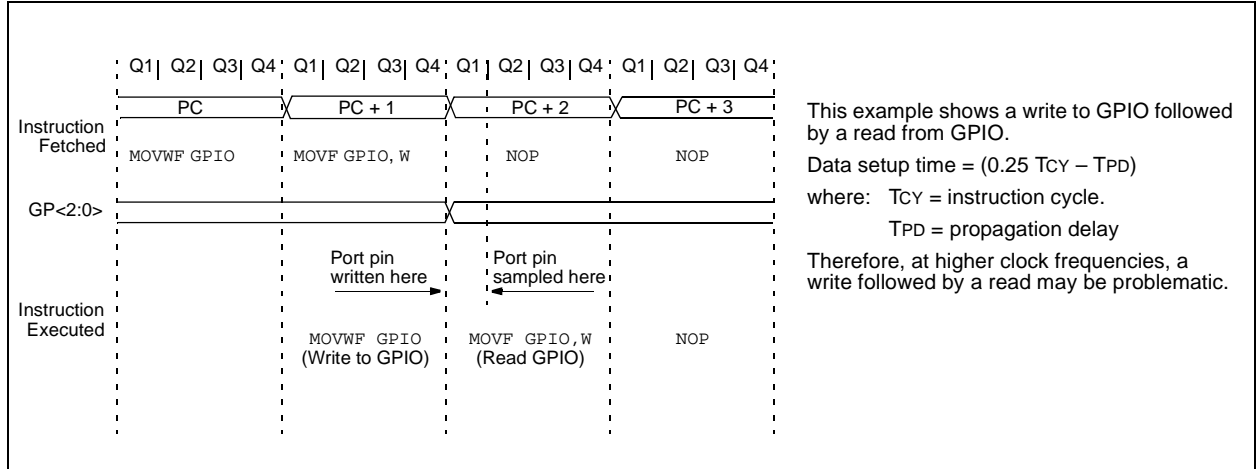 Q1| Q2| Q3| Q4 Q1| Q2| Q3| Q4 Q1| Q2| Q3| Q4 Q1| Q2| Q3| Q4
PC PC + 1 PC + 2 PC + 3
Instruction
Fetched
MOVWF GPIO MOVF GPIO, W NOP NOP
GP<2:0>
Port pin
written here
Port pin
sampled here
Instruction
Executed
MOVWF GPIO
(Write to GPIO)
MOVF GPIO,W
(Read GPIO)
NOP
This example shows a write to GPIO followed
by a read from GPIO.
Data setup time = (0.25 TCY – TPD)
where: TCY = instruction cycle.
TPD = propagation delay
Therefore, at higher clock frequencies, a
write followed by a read may be problematic.